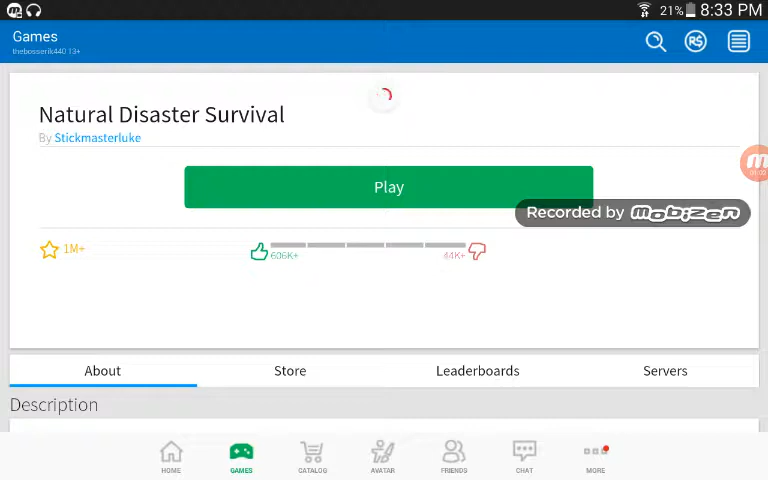 21% 8:33 PM
Games
thebosserik440 13+
Natural Disaster Survival
By Stickmasterluke
Play
Recorded by mobizen
1M+
606K+
44K+
About Store Leaderboards Servers
Description
HOME GAMES CATALOG AVATAR FRIENDS CHAT MORE